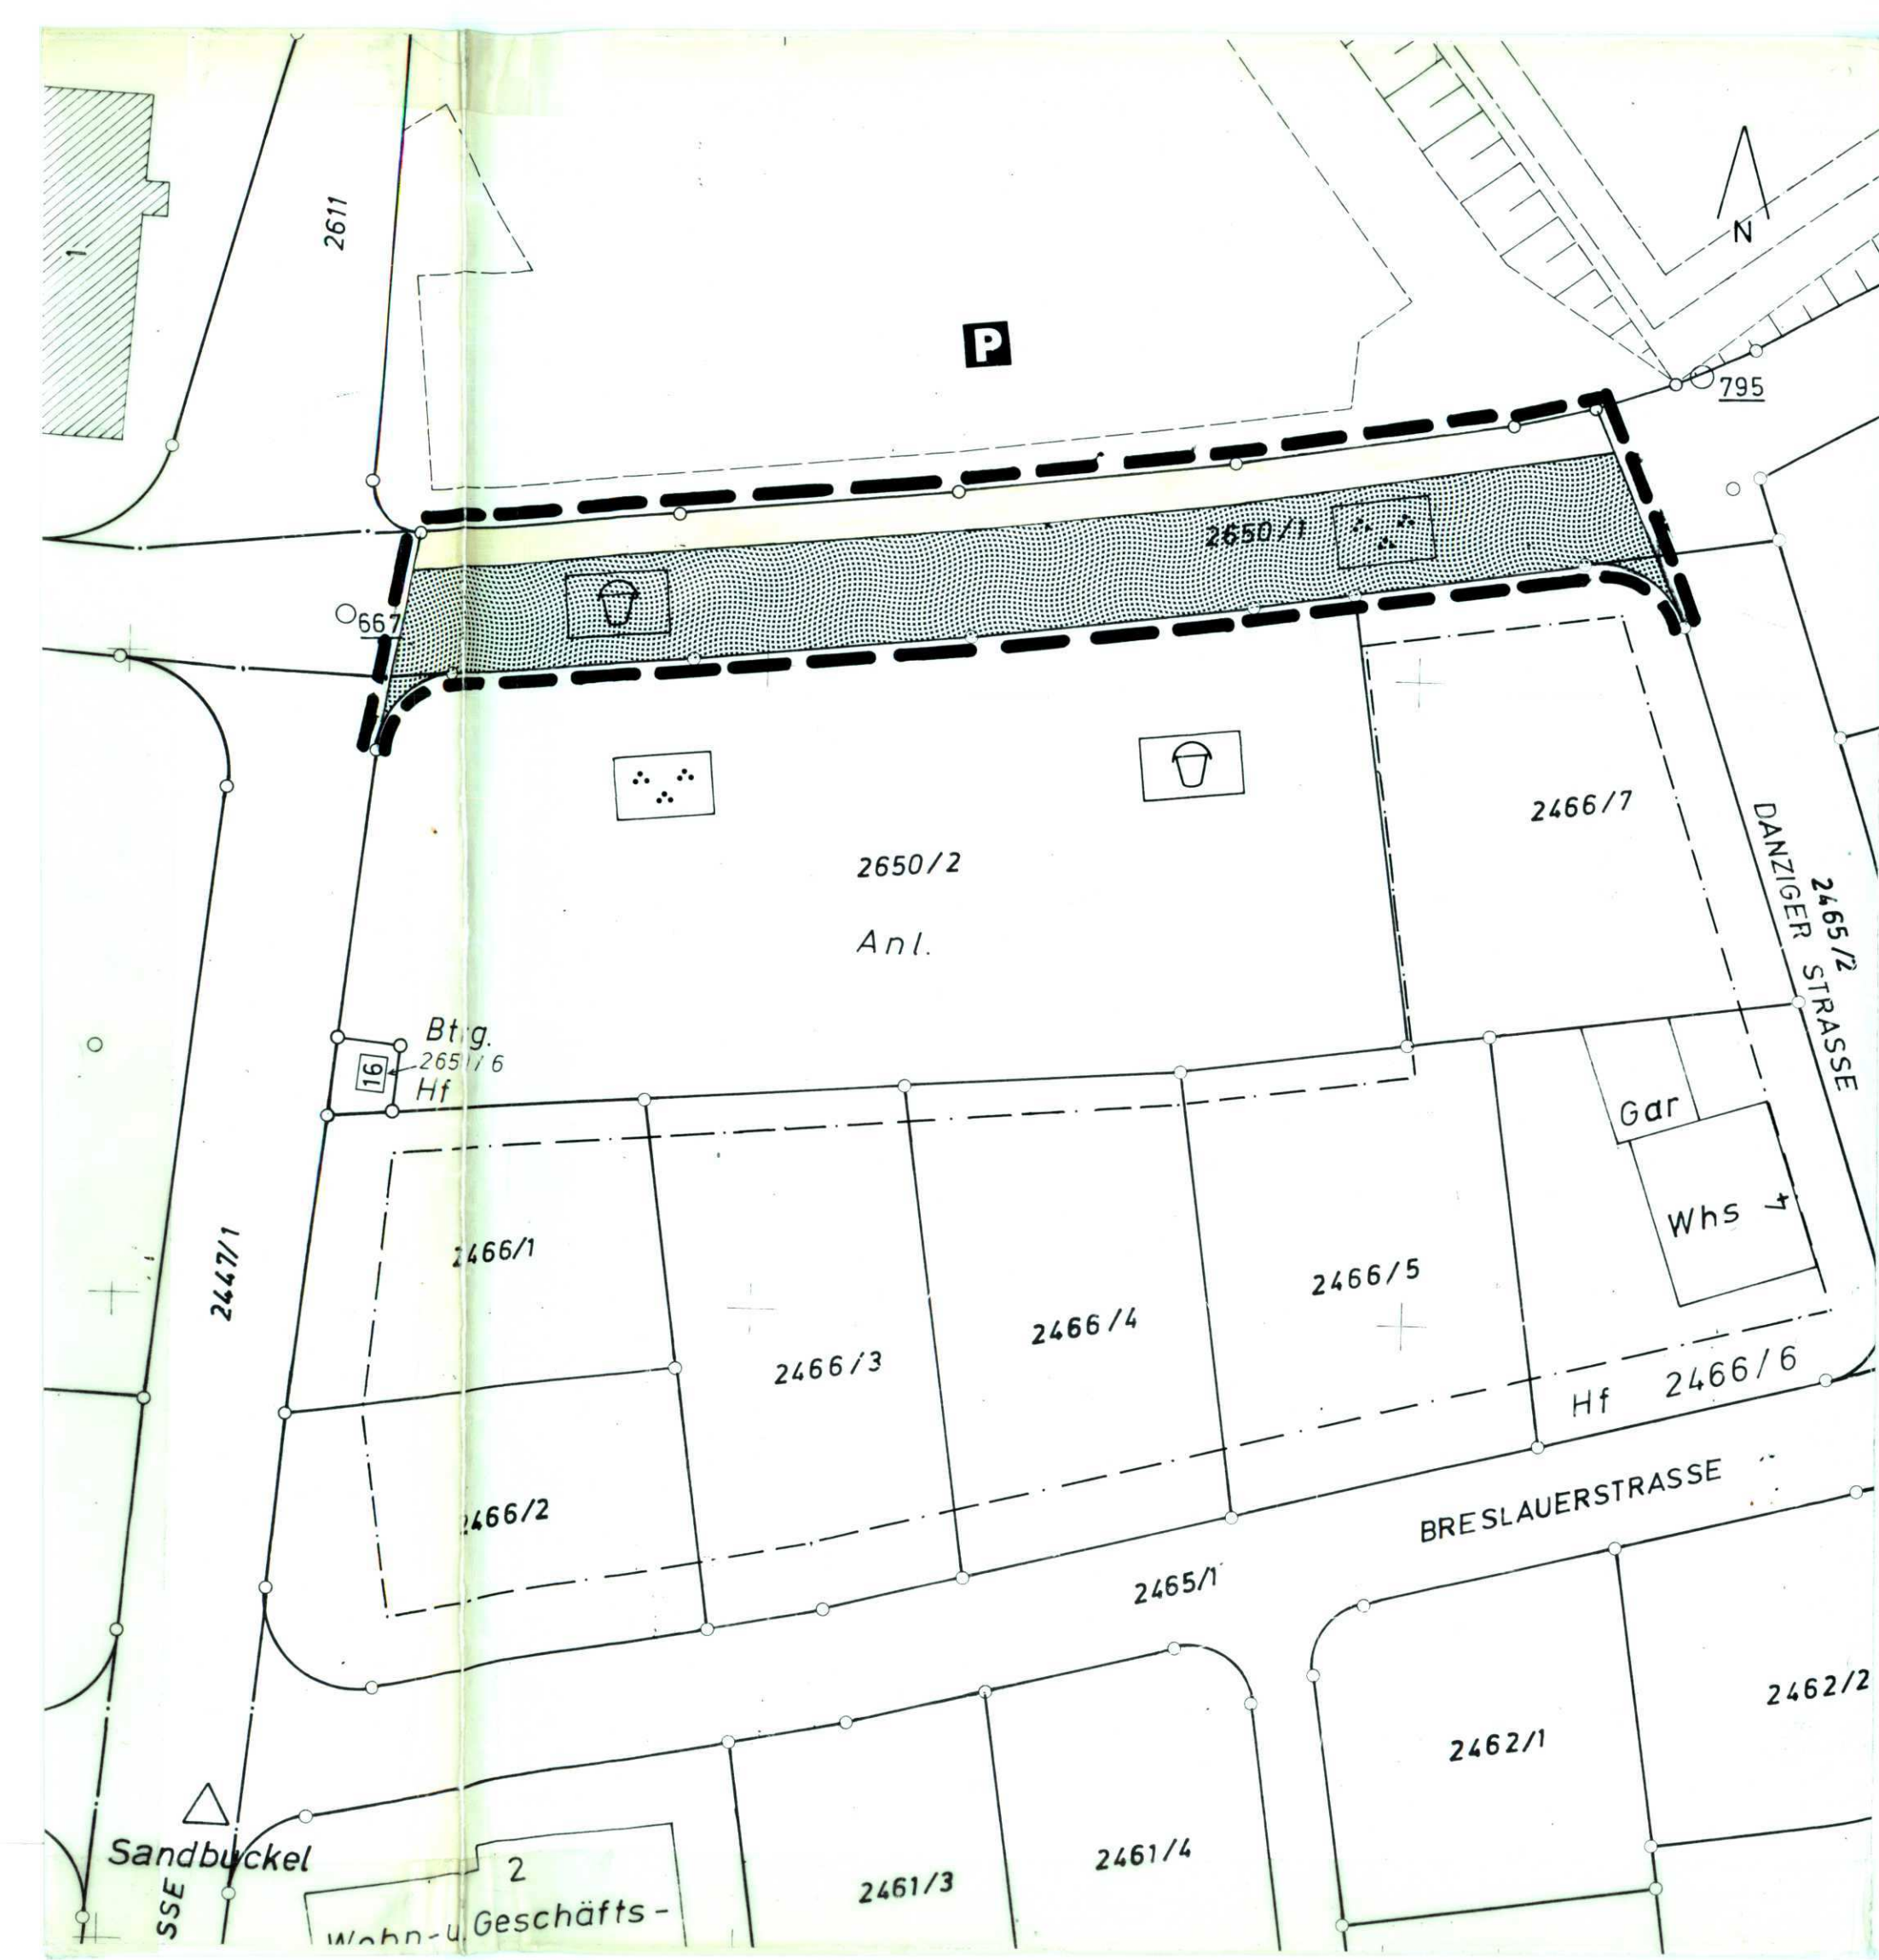 1
2611
N
P
795
2650/1
667
2466/7
2650/2
DANZIGER STRASSE
2465/2
Anl.
Btrg.
16
Hf
Gar
Whs 4
2447/1
2466/1
2466/5
2466/4
2466/3
2466/6
Hf
2466/2
BRESLAUERSTRASSE
2465/1
2462/2
2462/1
Sandbuckel
SSE
2
2461/4
2461/3
Wohn-u. Geschäfts-